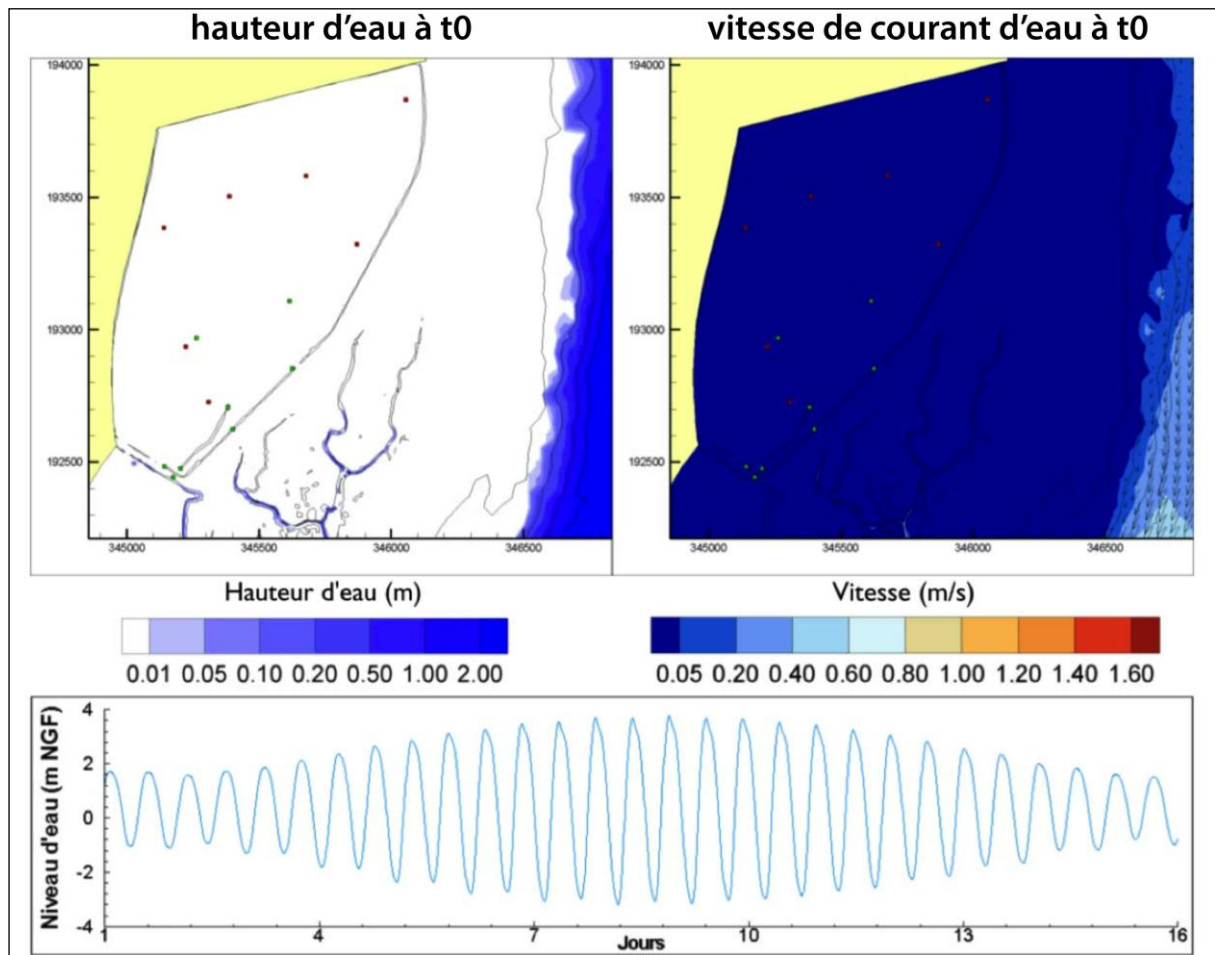 hauteur d'eau à t0
vitesse de courant d'eau à t0
194000
193500
193000
192500
345000 345500 346000 346500
194000
193500
193000
192500
345000 345500 346000 346500
Hauteur d'eau (m)
0.01 0.05 0.10 0.20 0.50 1.00 2.00
Vitesse (m/s)
0.05 0.20 0.40 0.60 0.80 1.00 1.20 1.40 1.60
Niveau d'eau (m NGF)
4
2
0
-2
-4
1 4 7 10 13 16
Jours